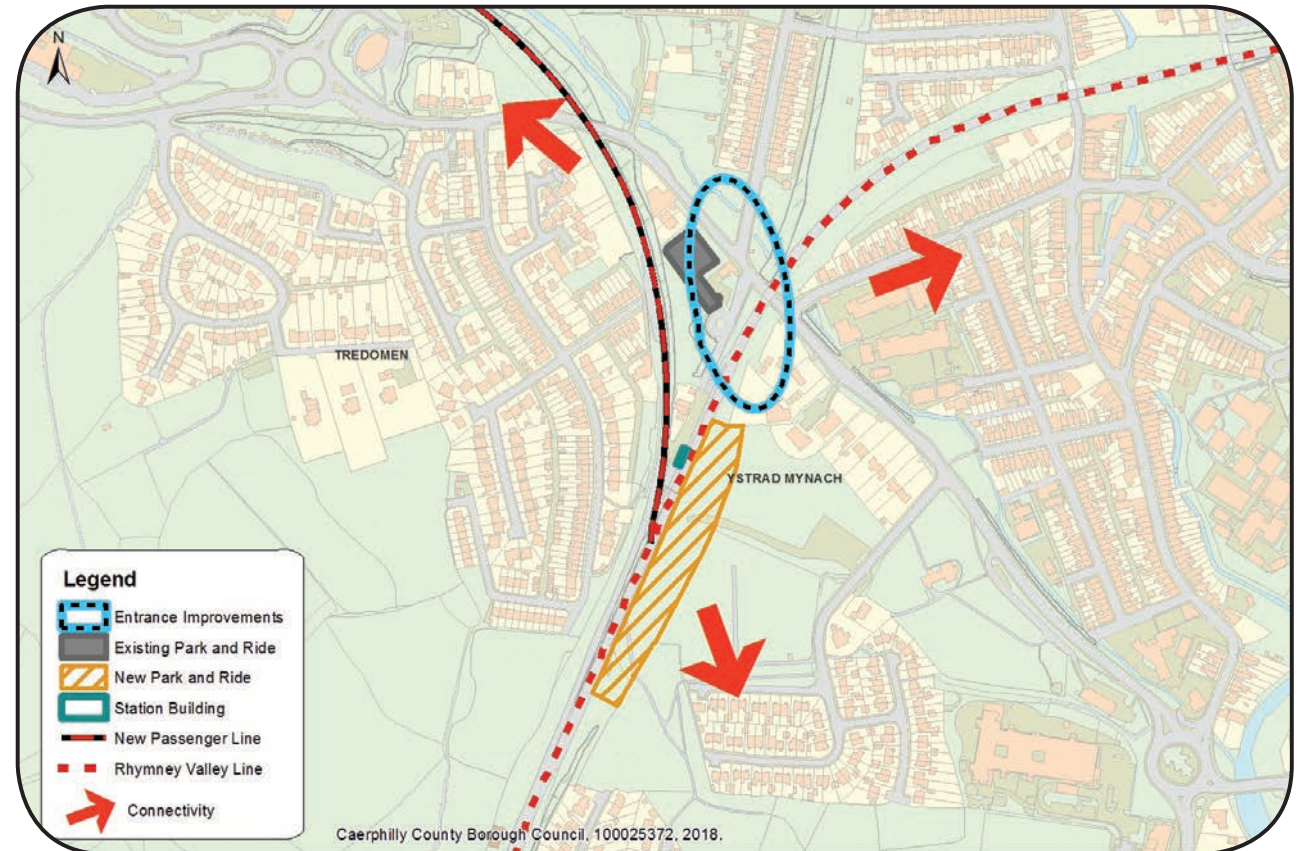 N
TREDOMEN
YSTRAD MYNACH
Legend
Entrance Improvements
Existing Park and Ride
New Park and Ride
Station Building
New Passenger Line
Rhymney Valley Line
Connectivity
Caerphilly County Borough Council, 100025372, 2018.